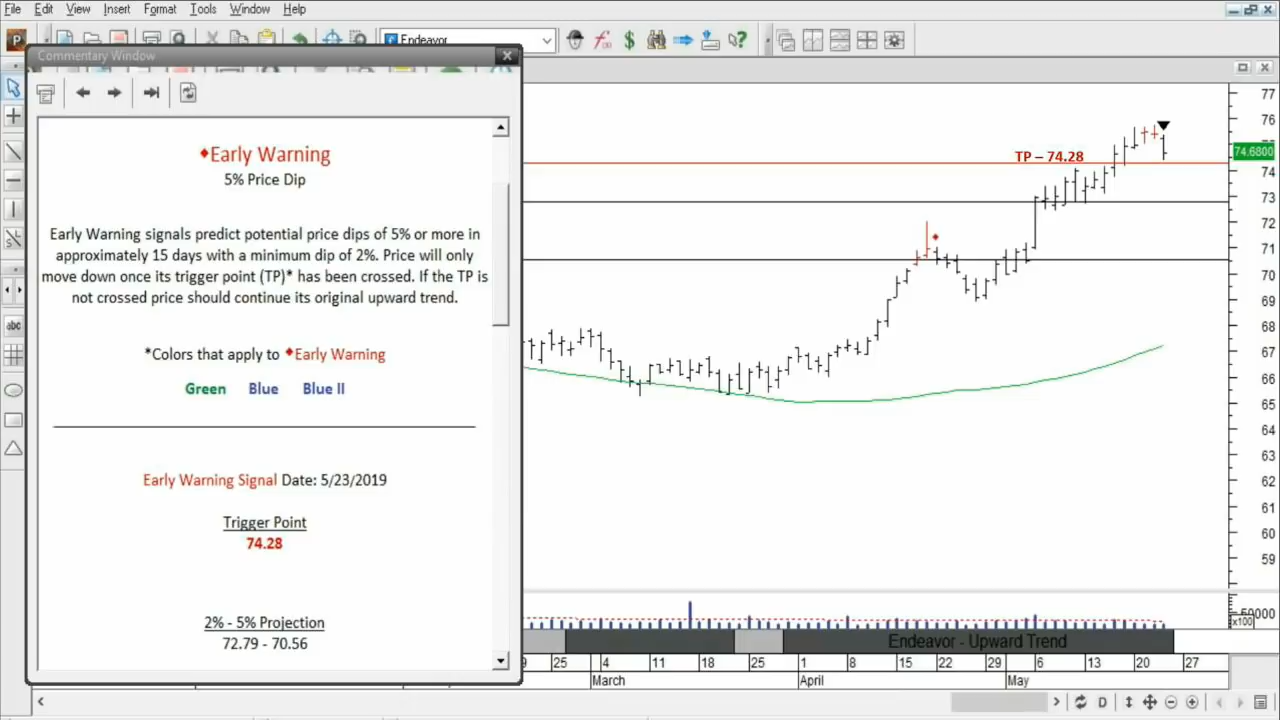 File Edit View Insert Format Tools Window Help
Endeavor
Commentary Window
♦Early Warning
5% Price Dip
Early Warning signals predict potential price dips of 5% or more in
approximately 15 days with a minimum dip of 2%. Price will only
move down once its trigger point (TP)* has been crossed. If the TP is
not crossed price should continue its original upward trend.
*Colors that apply to ♦Early Warning
Green Blue Blue II
Early Warning Signal Date: 5/23/2019
Trigger Point
74.28
2% - 5% Projection
72.79 - 70.56
abc
TP – 74.28
77
76
74.6800
74
73
72
71
70
69
68
67
66
65
64
63
62
61
60
59
50000
x100
Endeavor - Upward Trend
25 4 11 18 25 1 8 15 22 29 6 13 20 27
March April May
D